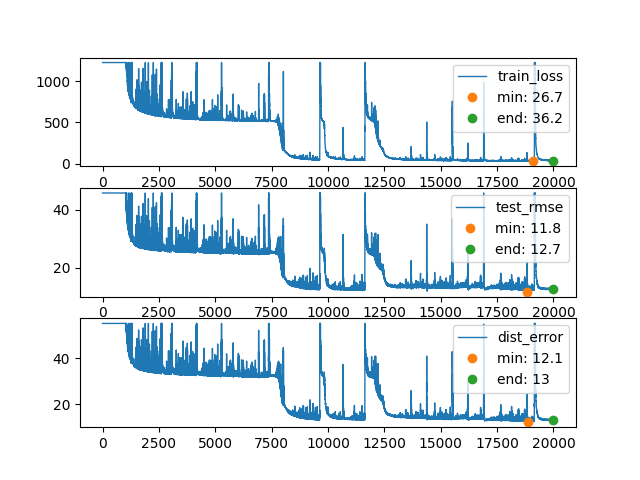 1000
500
0
train_loss
min: 26.7
end: 36.2
0 2500 5000 7500 10000 12500 15000 17500 20000
40
20
test_rmse
min: 11.8
end: 12.7
0 2500 5000 7500 10000 12500 15000 17500 20000
40
20
dist_error
min: 12.1
end: 13
0 2500 5000 7500 10000 12500 15000 17500 20000